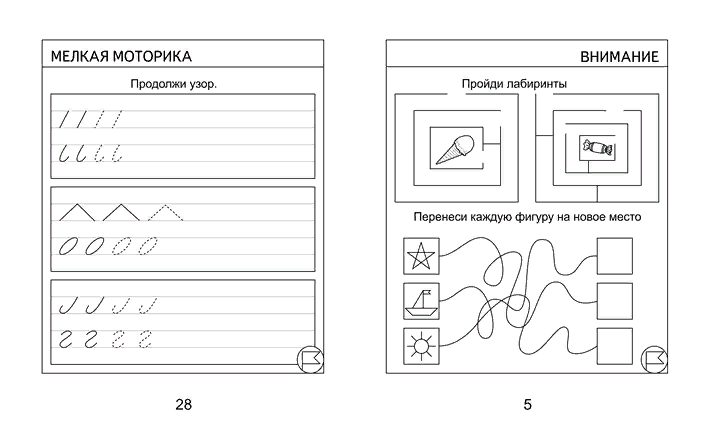 МЕЛКАЯ МОТОРИКА
Продолжи узор.
28
ВНИМАНИЕ
Пройди лабиринты
Перенеси каждую фигуру на новое место
5